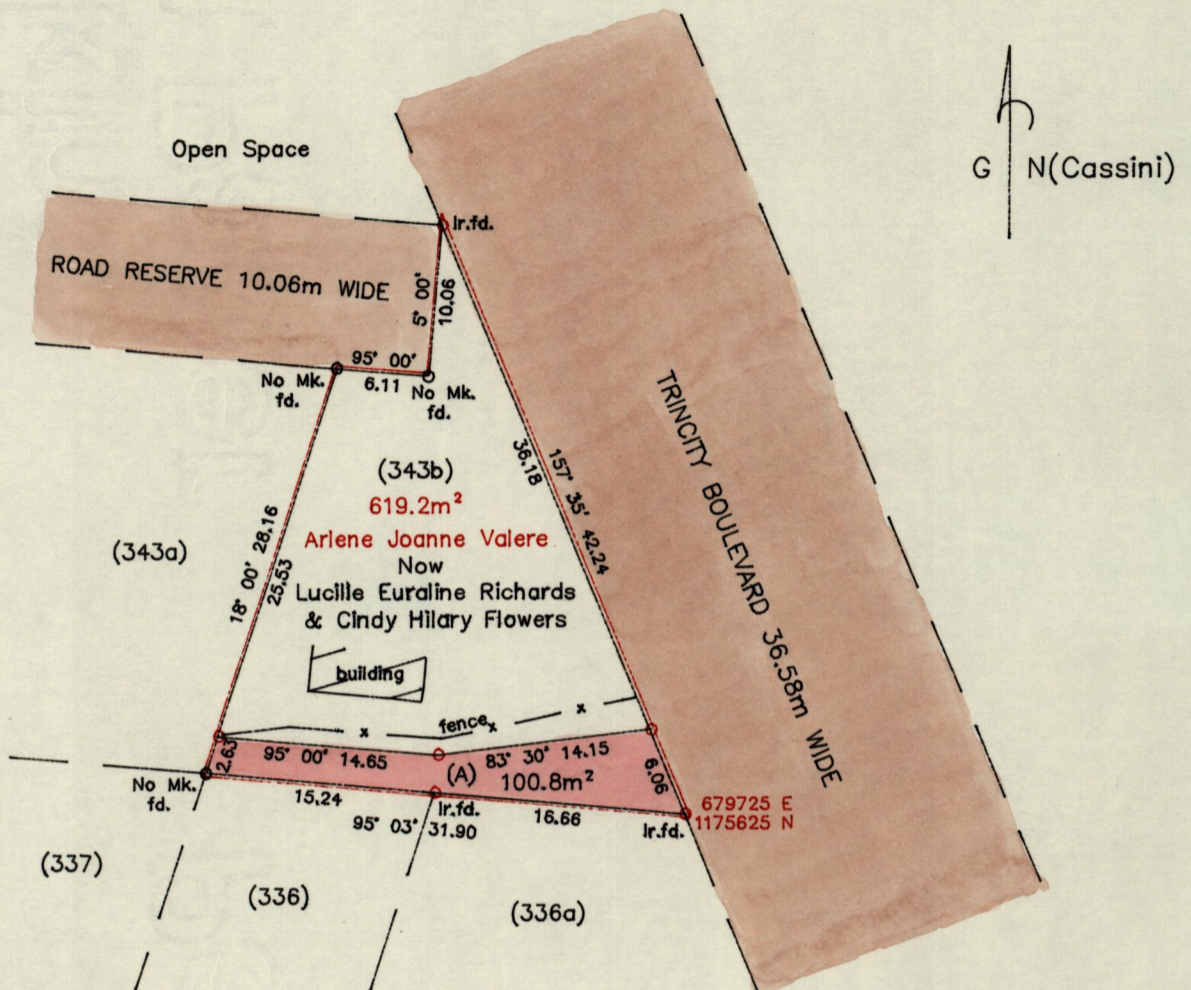 Open Space
G N(Cassini)
Ir.fd.
ROAD RESERVE 10.06m WIDE
5° 00'
10.06
95° 00'
6.11
No Mk.
fd.
No Mk.
fd.
(343b)
619.2m²
Arlene Joanne Valere
Now
Lucille Euraline Richards
& Cindy Hilary Flowers
(343a)
18° 00' 28.16
25.53
36.18
157° 35' 42.24
TRINCITY BOULEVARD 36.58m WIDE
building
x fence x x
2.63
95° 00' 14.65
83° 30' 14.15
(A) 100.8m²
6.06
No Mk.
fd.
15.24
Ir.fd.
16.66
95° 03' 31.90
Ir.fd.
679725 E
1175625 N
(337)
(336)
(336a)